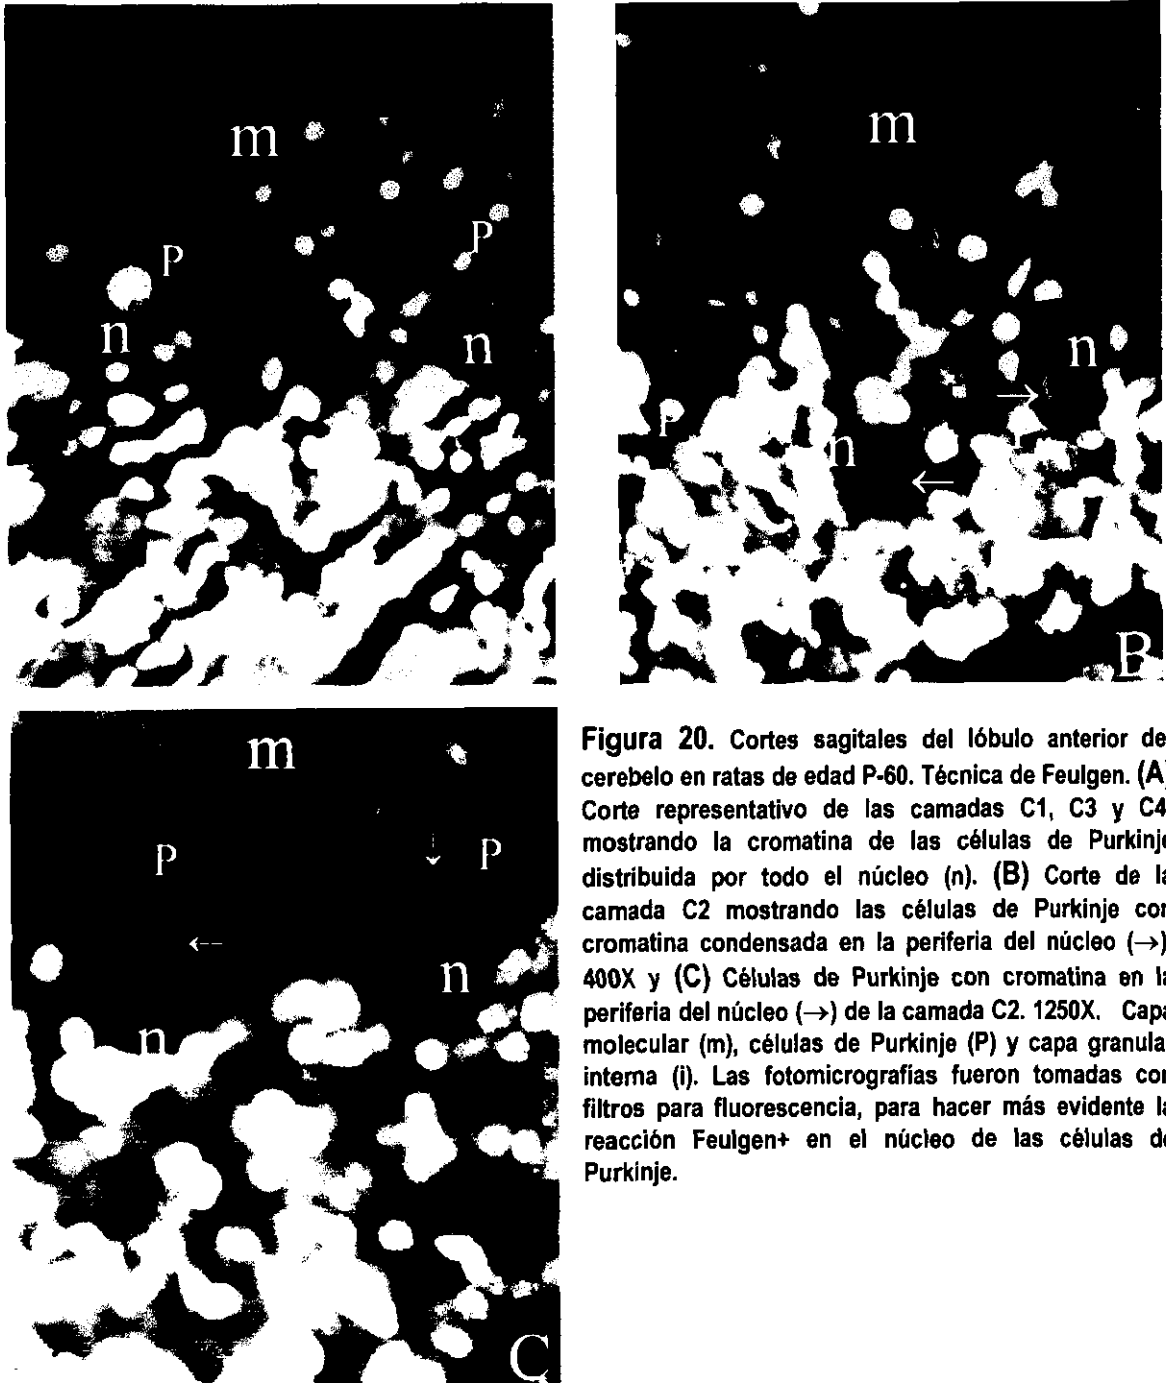 m
P
P
n
n
m
n
P
n
B
m
P
P
n
n
C
Figura 20. Cortes sagitales del lóbulo anterior de
cerebelo en ratas de edad P-60. Técnica de Feulgen. (A)
Corte representativo de las camadas C1, C3 y C4
mostrando la cromatina de las células de Purkinje
distribuida por todo el núcleo (n). (B) Corte de la
camada C2 mostrando las células de Purkinje con
cromatina condensada en la periferia del núcleo (→)
400X y (C) Células de Purkinje con cromatina en la
periferia del núcleo (→) de la camada C2. 1250X. Capa
molecular (m), células de Purkinje (P) y capa granula
interna (i). Las fotomicrografías fueron tomadas con
filtros para fluorescencia, para hacer más evidente la
reacción Feulgen+ en el núcleo de las células de
Purkinje.